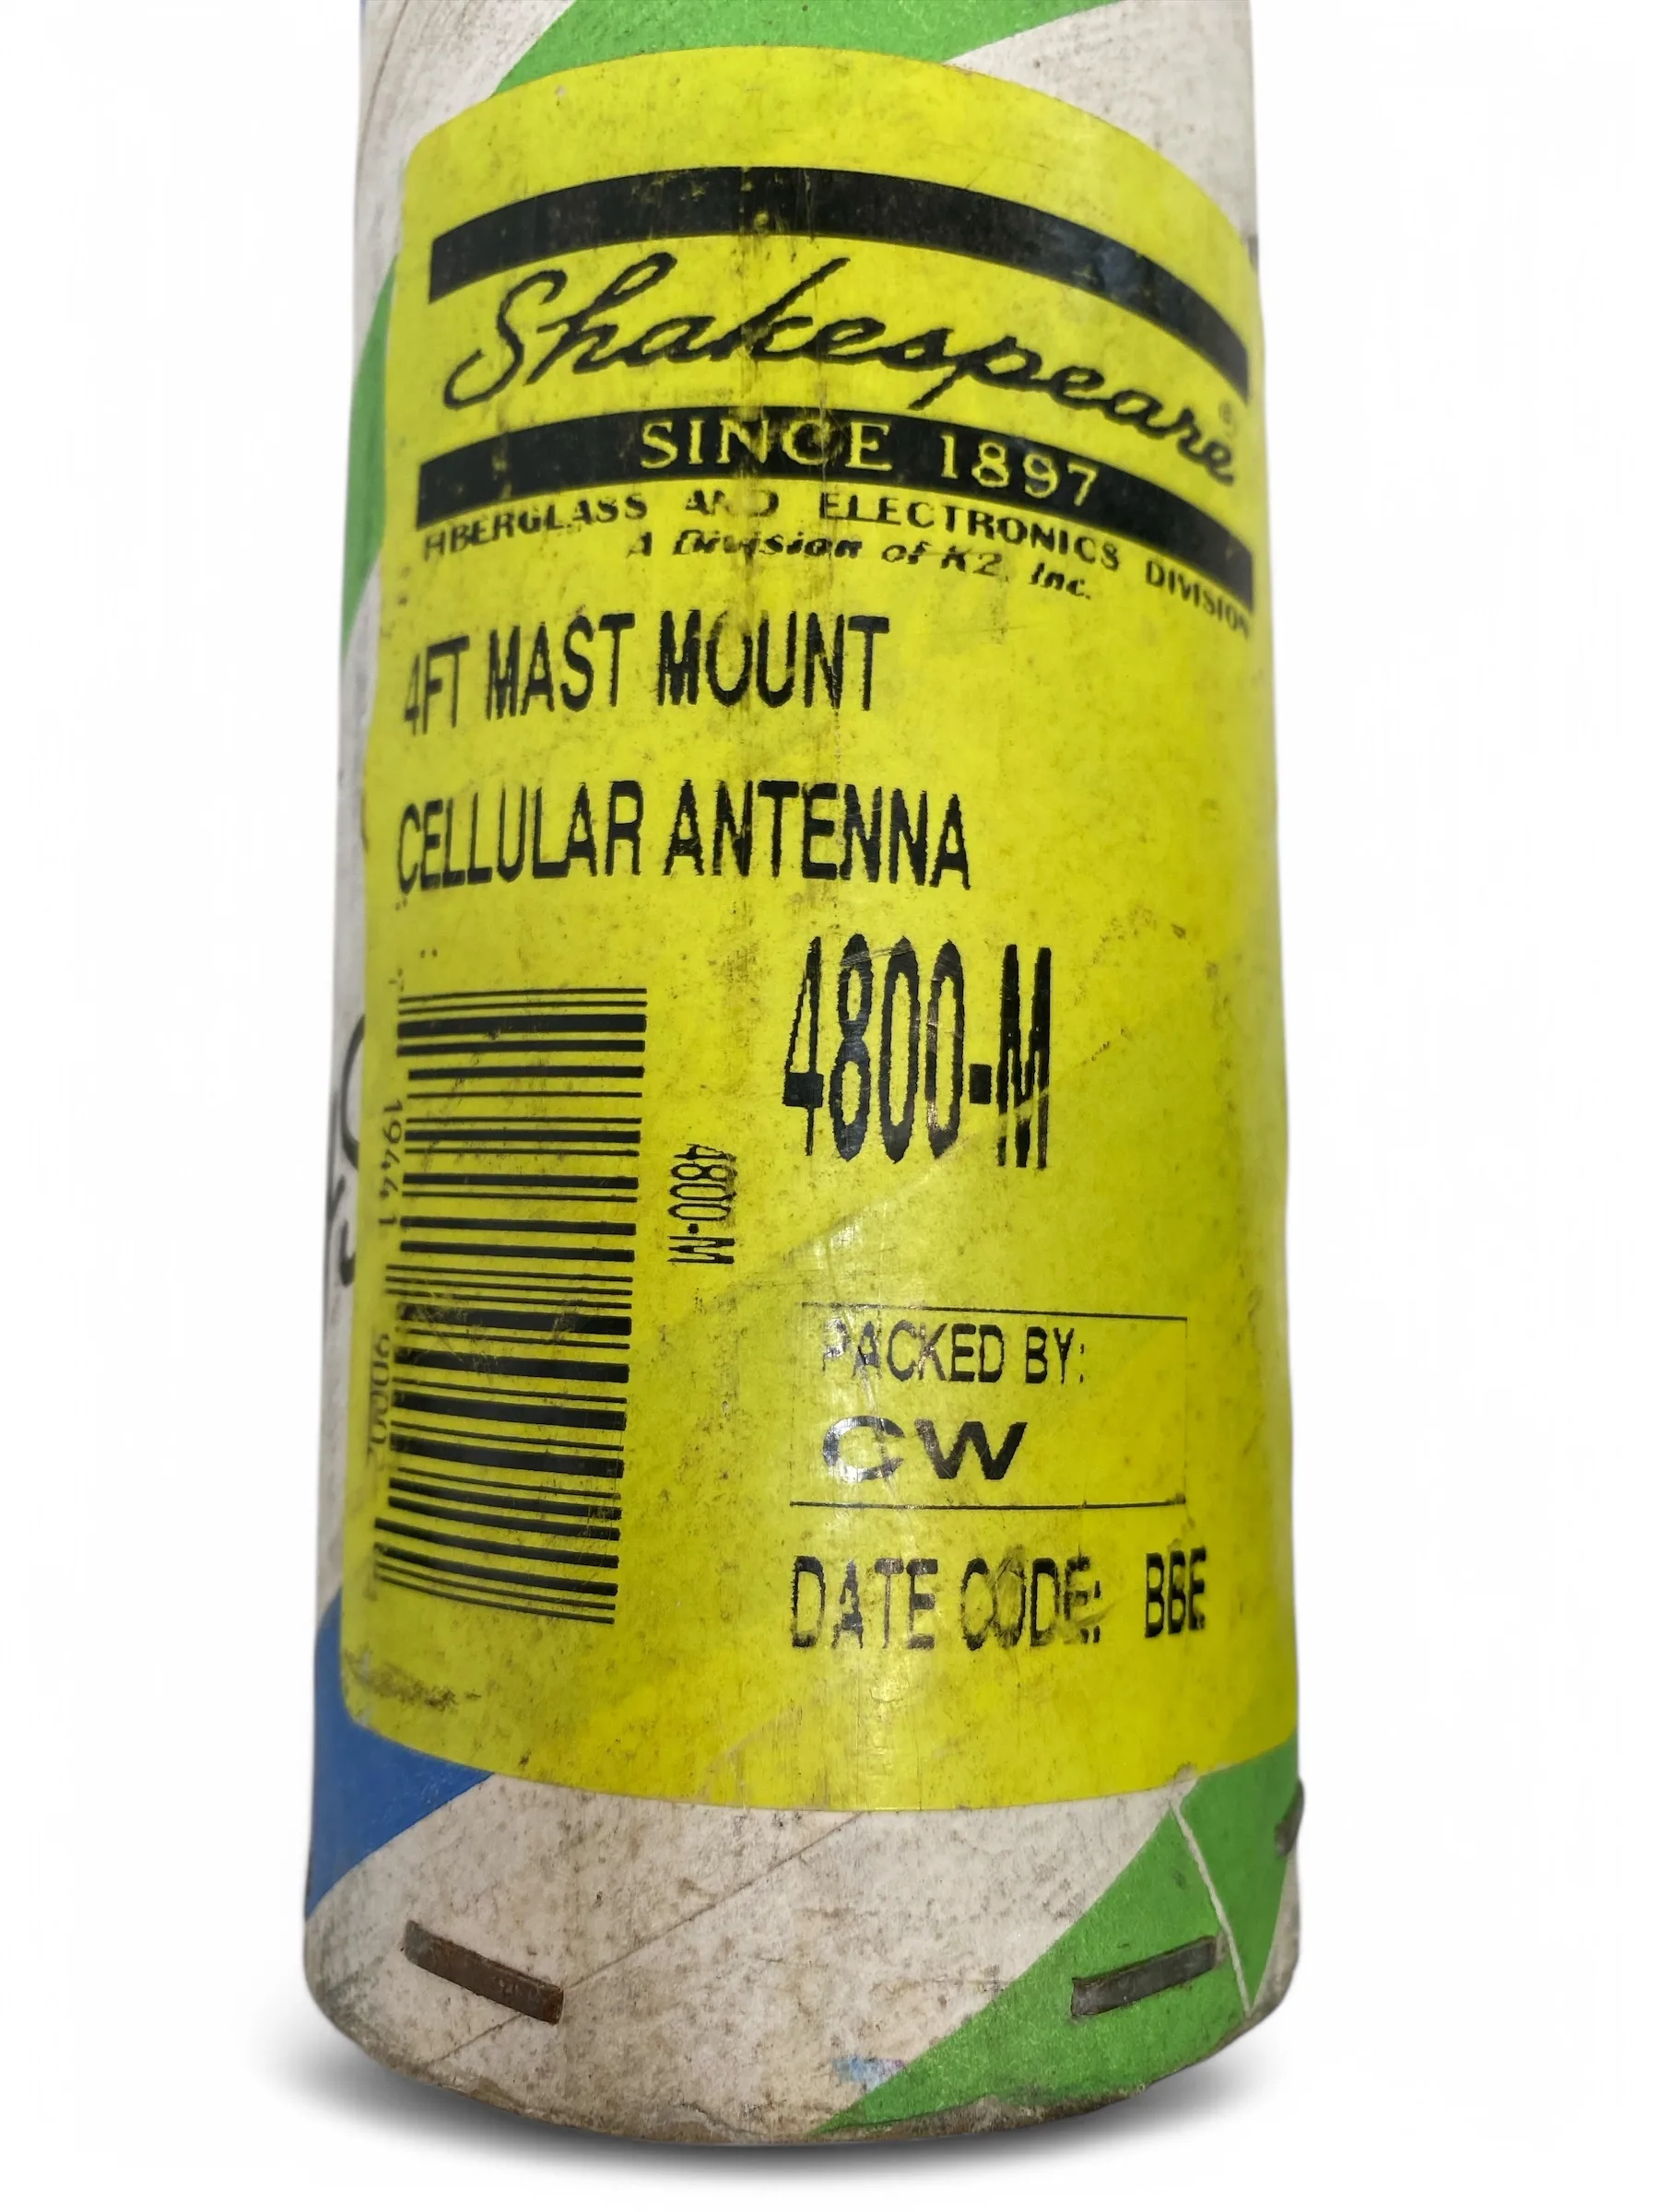 Shakespeare®
SINCE 1897
FIBERGLASS AND ELECTRONICS DIVISION
A Division of K2, Inc.
4FT MAST MOUNT
CELLULAR ANTENNA
4800-M
4800-M
19441
PACKED BY:
CW
DATE CODE: BBE